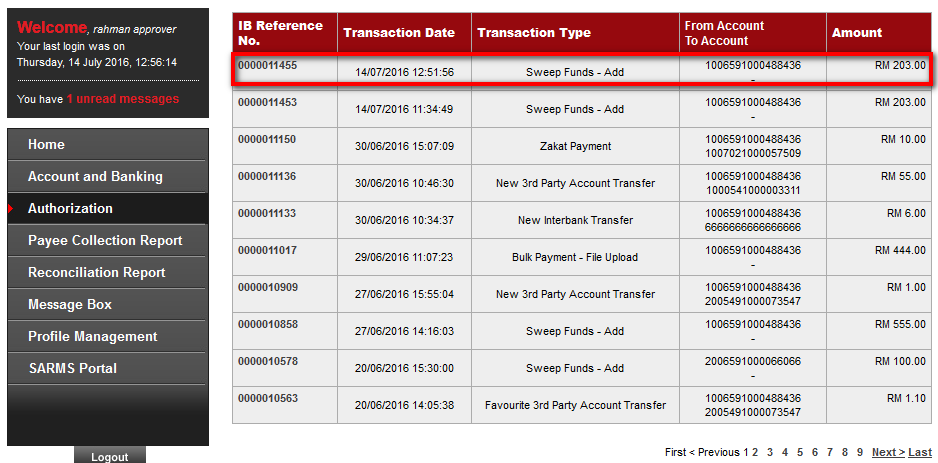 Welcome, rahman approver
Your last login was on
Thursday, 14 July 2016, 12:56:14
You have 1 unread messages
Home
Account and Banking
Authorization
Payee Collection Report
Reconciliation Report
Message Box
Profile Management
SARMS Portal
Logout
IB Reference No. Transaction Date Transaction Type From Account To Account Amount
0000011455 14/07/2016 12:51:56 Sweep Funds - Add 1006591000488436 - RM 203.00
0000011453 14/07/2016 11:34:49 Sweep Funds - Add 1006591000488436 - RM 203.00
0000011150 30/06/2016 15:07:09 Zakat Payment 1006591000488436 1007021000057509 RM 10.00
0000011136 30/06/2016 10:46:30 New 3rd Party Account Transfer 1006591000488436 1000541000003311 RM 55.00
0000011133 30/06/2016 10:34:37 New Interbank Transfer 1006591000488436 6666666666666666 RM 6.00
0000011017 29/06/2016 11:07:23 Bulk Payment - File Upload 1006591000488436 - RM 444.00
0000010909 27/06/2016 15:55:04 New 3rd Party Account Transfer 1006591000488436 2005491000073547 RM 1.00
0000010858 27/06/2016 14:16:03 Sweep Funds - Add 1006591000488436 - RM 555.00
0000010578 20/06/2016 15:30:00 Sweep Funds - Add 2006591000066066 - RM 100.00
0000010563 20/06/2016 14:05:38 Favourite 3rd Party Account Transfer 1006591000488436 2005491000073547 RM 1.10
First < Previous 1 2 3 4 5 6 7 8 9 Next > Last